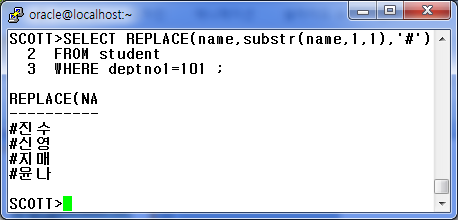 oracle@localhost:~
SCOTT>SELECT REPLACE(name,substr(name,1,1),'#')
  2  FROM student
  3  WHERE deptno1=101 ;
REPLACE(NA
----------
#진수
#신영
#지매
#윤나
SCOTT>